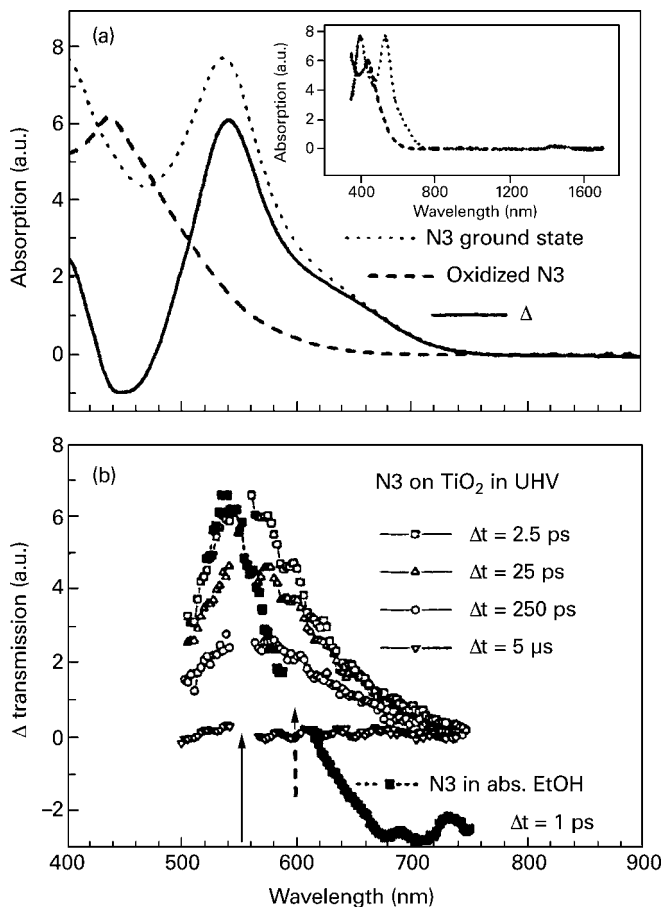 (a)
Absorption (a.u.)
8
6
4
2
0
400
500
Absorption (a.u.)
8
6
4
2
0
400
800
1200
1600
Wavelength (nm)
N3 ground state
Oxidized N3
Δ
(b)
Δ transmission (a.u.)
8
6
4
2
0
−2
N3 on TiO₂ in UHV
Δt = 2.5 ps
Δt = 25 ps
Δt = 250 ps
Δt = 5 μs
N3 in abs. EtOH
Δt = 1 ps
400
500
600
700
800
900
Wavelength (nm)